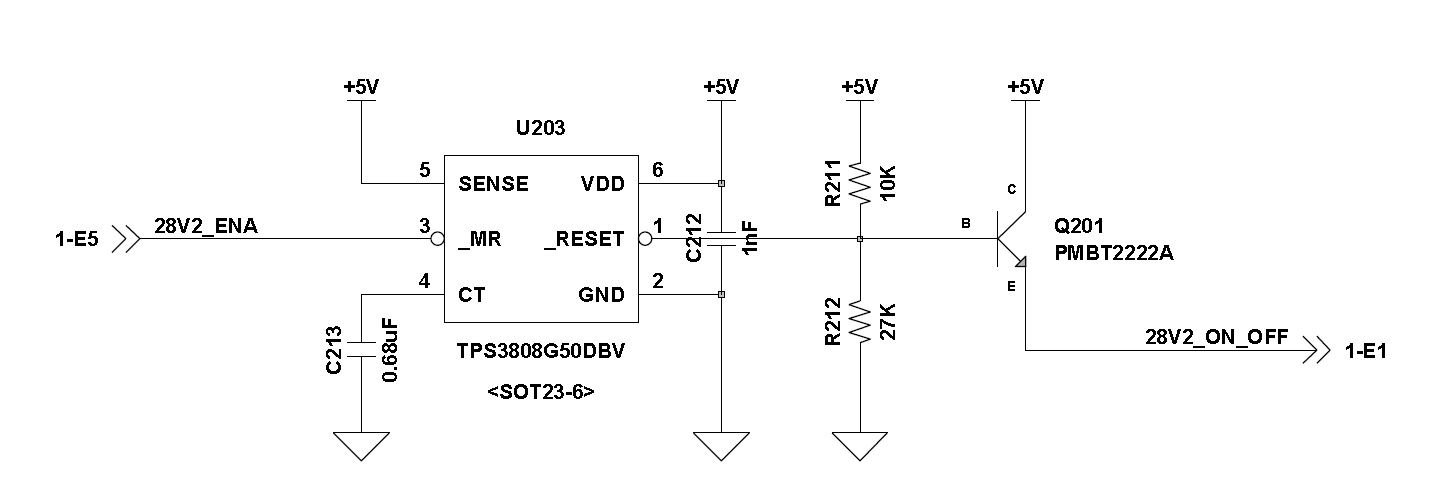 +5V
+5V
+5V
+5V
U203
5
SENSE
VDD
6
1-E5
28V2_ENA
3
_MR
_RESET
1
C212
1nF
4
CT
GND
2
C213
0.68uF
TPS3808G50DBV
<SOT23-6>
R211
10K
R212
27K
C
B
E
Q201
PMBT2222A
28V2_ON_OFF
1-E1